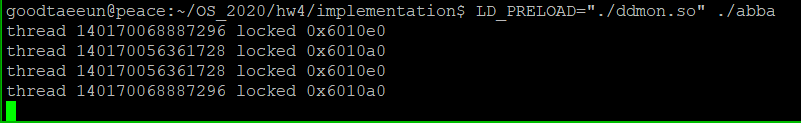 goodtaeeun@peace:~/OS_2020/hw4/implementation$ LD_PRELOAD="./ddmon.so" ./abba
thread 140170068887296 locked 0x6010e0
thread 140170056361728 locked 0x6010a0
thread 140170056361728 locked 0x6010e0
thread 140170068887296 locked 0x6010a0